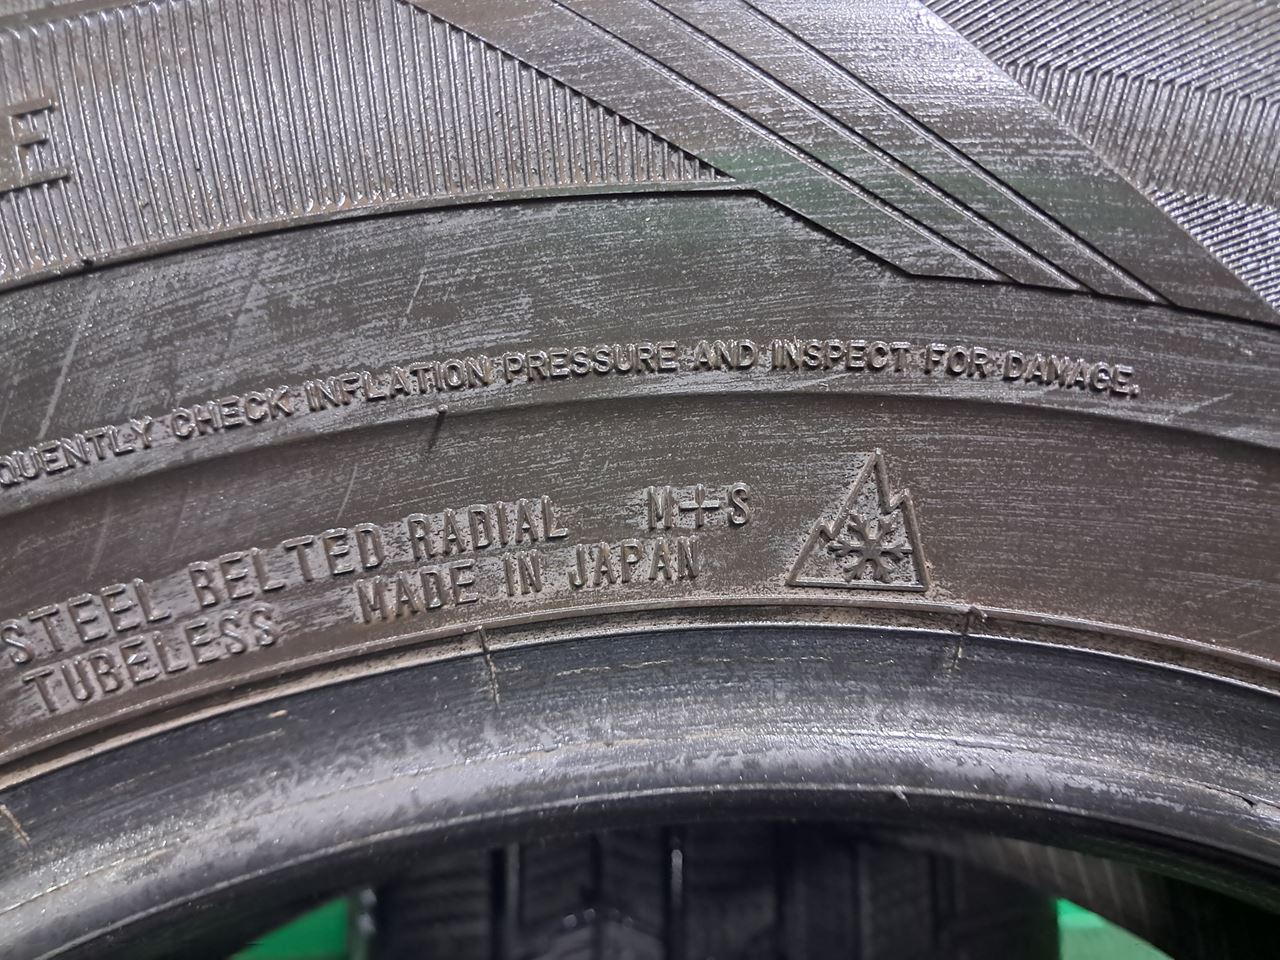 QUENTLY CHECK INFLATION PRESSURE AND INSPECT FOR DAMAGE.
STEEL BELTED RADIAL M+S
TUBELESS MADE IN JAPAN